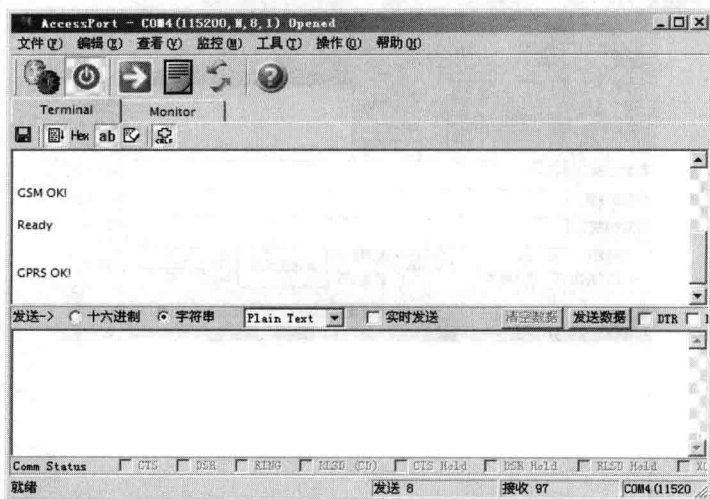 AccessPort - COM4(115200,N,8,1) Opened
文件(F) 编辑(E) 查看(V) 监控(M) 工具(T) 操作(O) 帮助(H)
Terminal Monitor
Hex ab
GSM OK!
Ready
GPRS OK!
发送-> 十六进制 字符串 Plain Text 实时发送 清空数据 发送数据 DTR
Comm Status CTS DSR RING RLSD (CD) CTS Hold DSR Hold RLSD Hold
就绪 发送 8 接收 97 COM4(11520